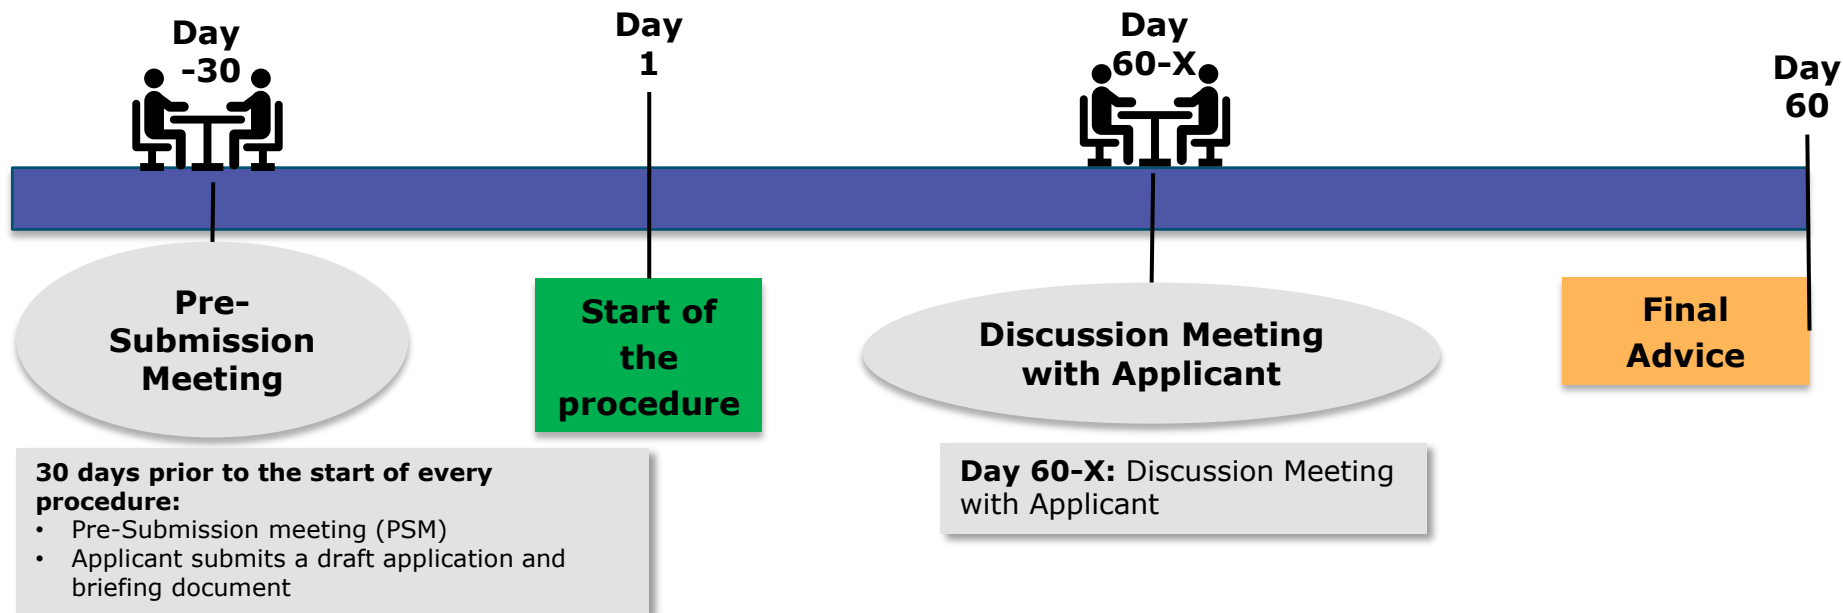 Day
-30
Day
1
Day
60-X
Day
60
Pre-
Submission
Meeting
Start of
the
procedure
Discussion Meeting
with Applicant
Final
Advice
30 days prior to the start of every
procedure:
• Pre-Submission meeting (PSM)
• Applicant submits a draft application and
briefing document
Day 60-X: Discussion Meeting
with Applicant